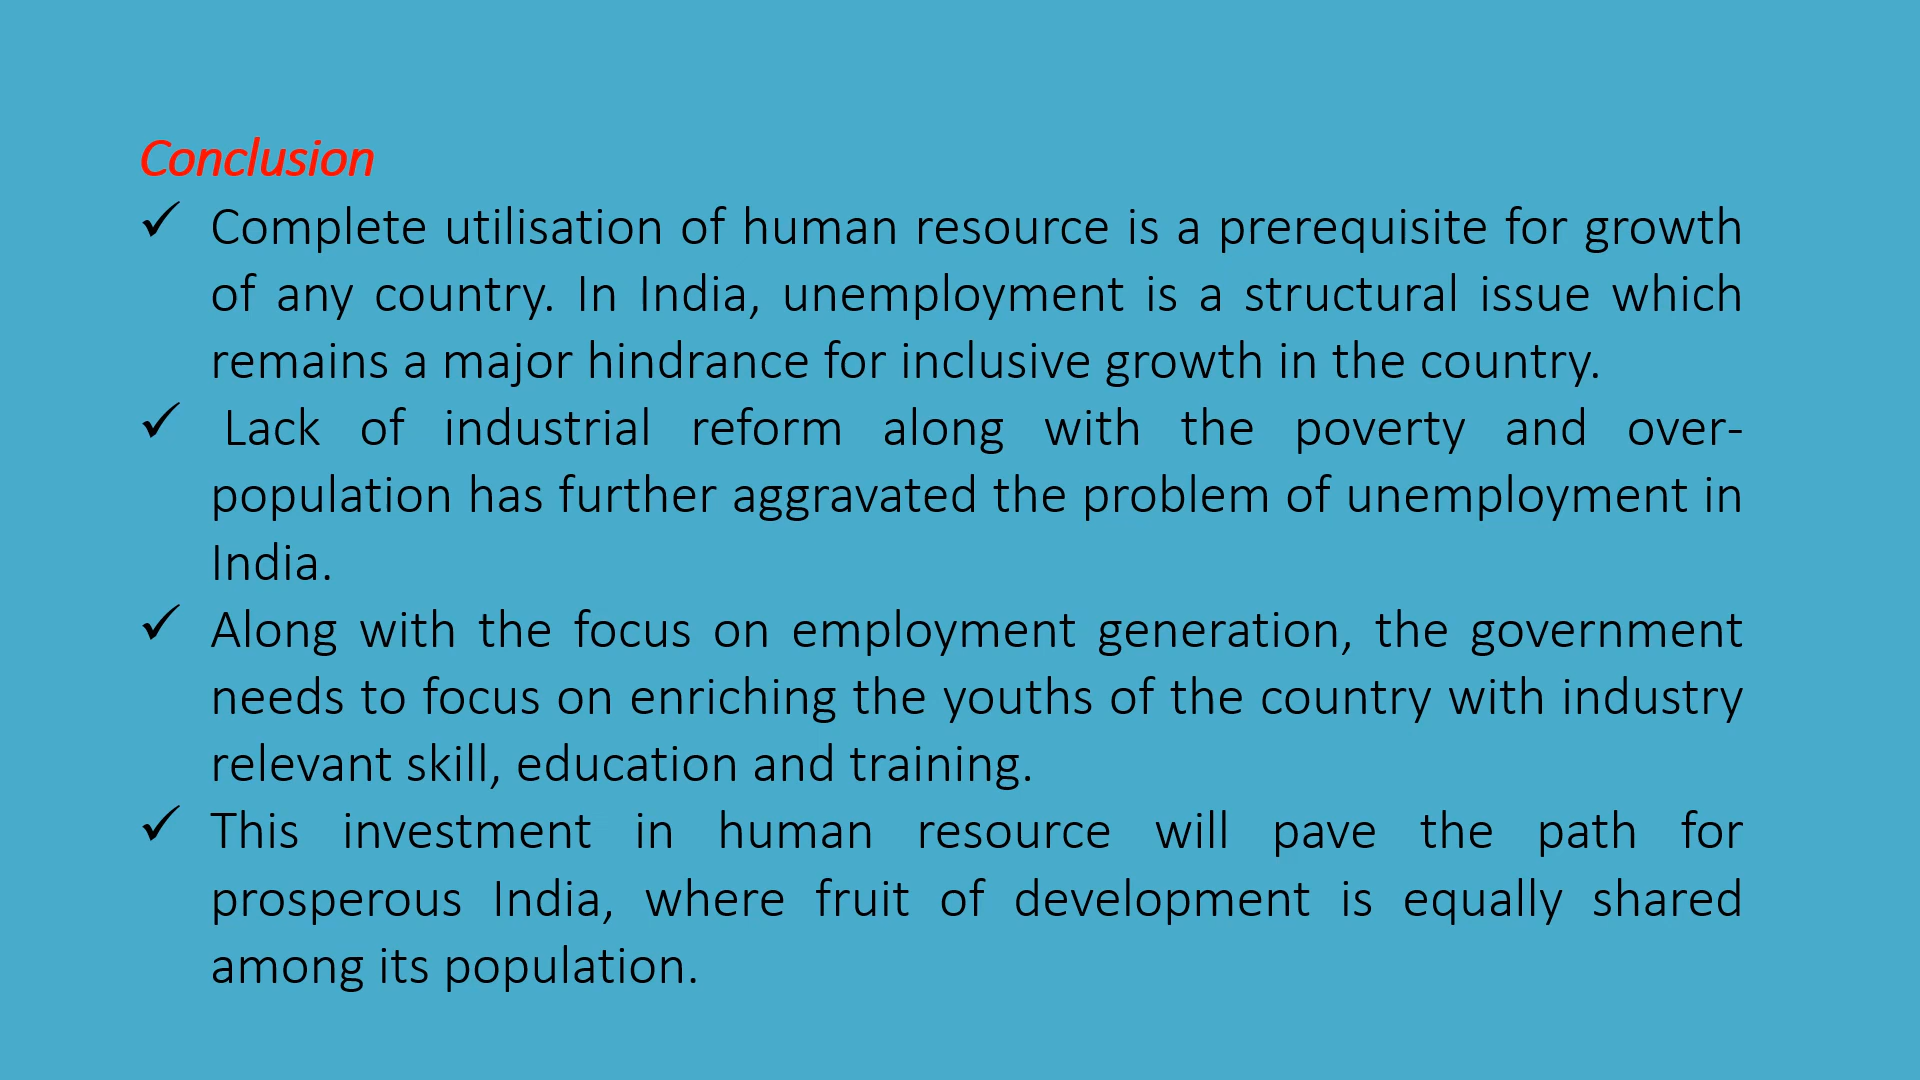 Conclusion
✓ Complete utilisation of human resource is a prerequisite for growth
of any country. In India, unemployment is a structural issue which
remains a major hindrance for inclusive growth in the country.
✓ Lack of industrial reform along with the poverty and over-
population has further aggravated the problem of unemployment in
India.
✓ Along with the focus on employment generation, the government
needs to focus on enriching the youths of the country with industry
relevant skill, education and training.
✓ This investment in human resource will pave the path for
prosperous India, where fruit of development is equally shared
among its population.